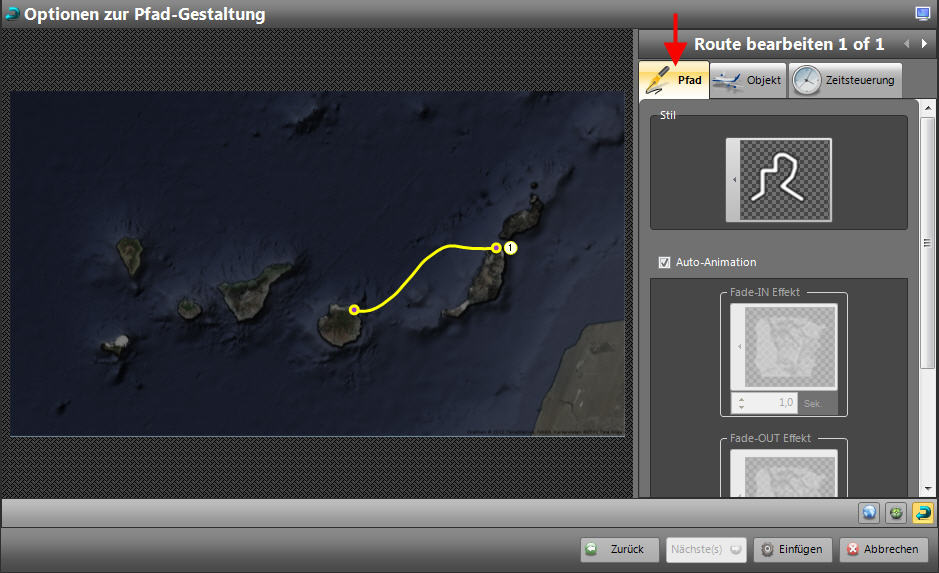 Optionen zur Pfad-Gestaltung
Route bearbeiten 1 of 1
Pfad
Objekt
Zeitsteuerung
Stil
1
Auto-Animation
Fade-IN Effekt
1,0 Sek.
Fade-OUT Effekt
Zurück
Nächste(s)
Einfügen
Abbrechen